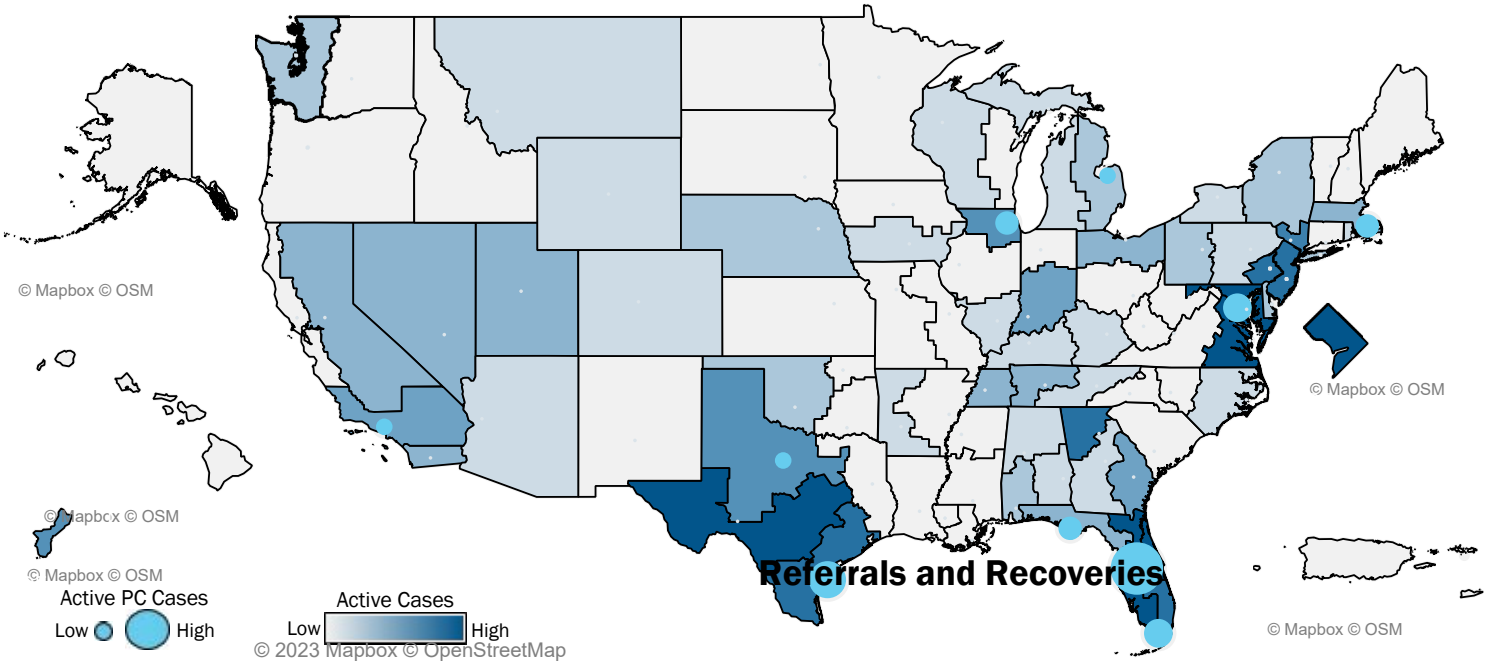 © Mapbox © OSM
© Mapbox © OSM
© Mapbox © OSM
© Mapbox © OSM
Referrals and Recoveries
Active PC Cases
Low High
Active Cases
Low High
© 2023 Mapbox © OpenStreetMap
© Mapbox © OSM